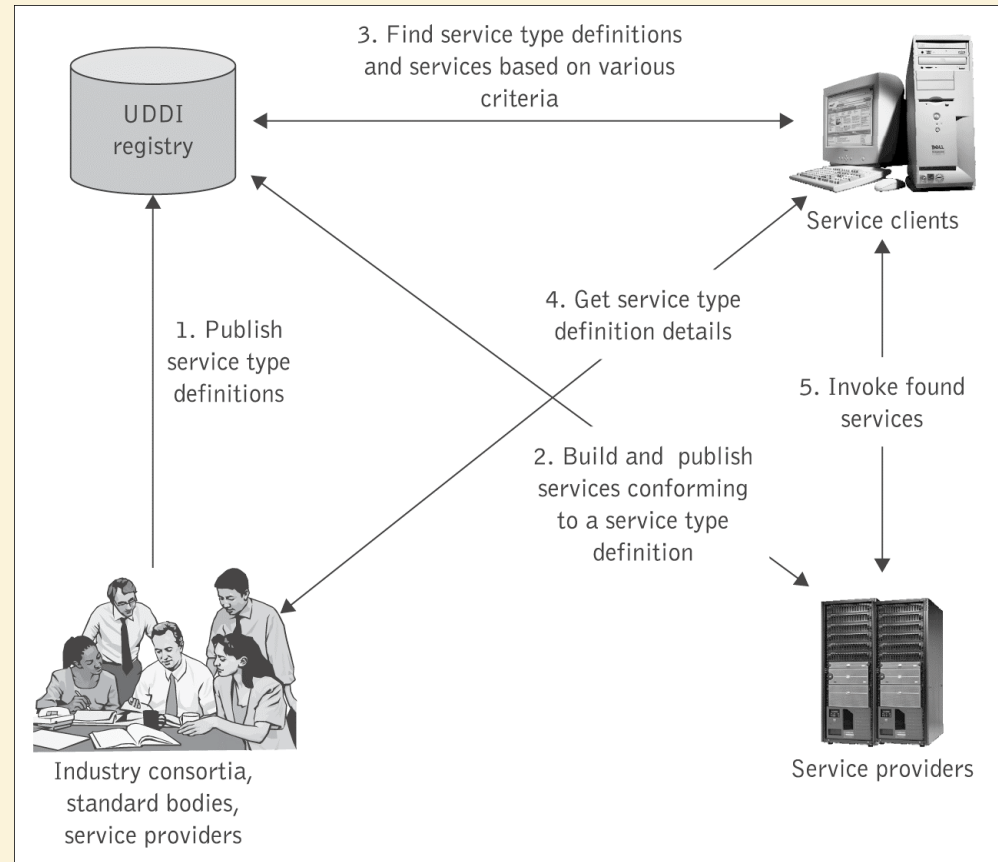 3. Find service type definitions
and services based on various
criteria
UDDI
registry
DELL
Service clients
4. Get service type
definition details
1. Publish
service type
definitions
5. Invoke found
services
2. Build and  publish
services conforming
to a service type
definition
Industry consortia,
standard bodies,
service providers
Service providers